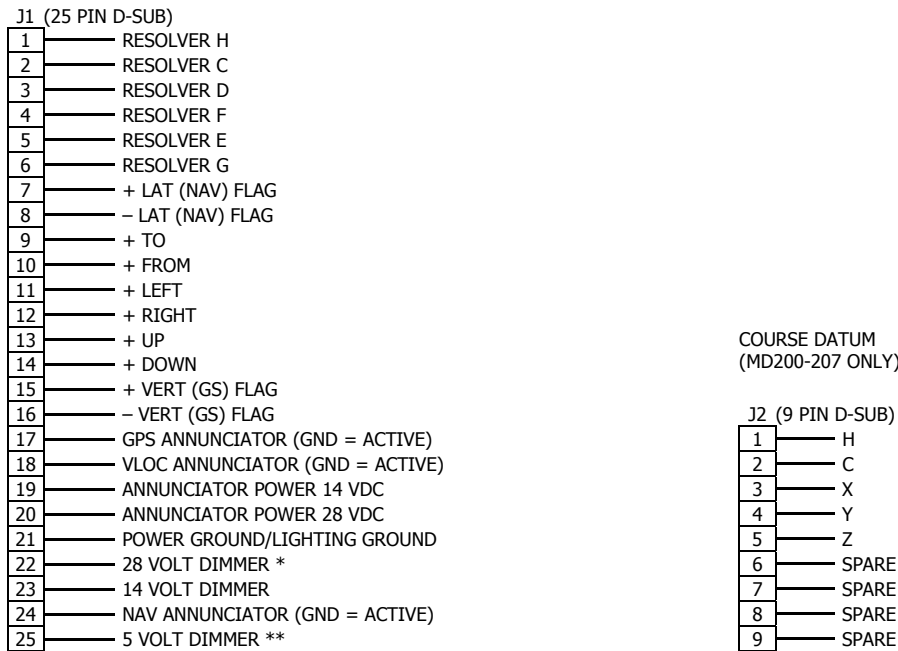 J1 (25 PIN D-SUB)
1 RESOLVER H
2 RESOLVER C
3 RESOLVER D
4 RESOLVER F
5 RESOLVER E
6 RESOLVER G
7 + LAT (NAV) FLAG
8 – LAT (NAV) FLAG
9 + TO
10 + FROM
11 + LEFT
12 + RIGHT
13 + UP
14 + DOWN
15 + VERT (GS) FLAG
16 – VERT (GS) FLAG
17 GPS ANNUNCIATOR (GND = ACTIVE)
18 VLOC ANNUNCIATOR (GND = ACTIVE)
19 ANNUNCIATOR POWER 14 VDC
20 ANNUNCIATOR POWER 28 VDC
21 POWER GROUND/LIGHTING GROUND
22 28 VOLT DIMMER *
23 14 VOLT DIMMER
24 NAV ANNUNCIATOR (GND = ACTIVE)
25 5 VOLT DIMMER **
COURSE DATUM
(MD200-207 ONLY)
J2 (9 PIN D-SUB)
1 H
2 C
3 X
4 Y
5 Z
6 SPARE
7 SPARE
8 SPARE
9 SPARE